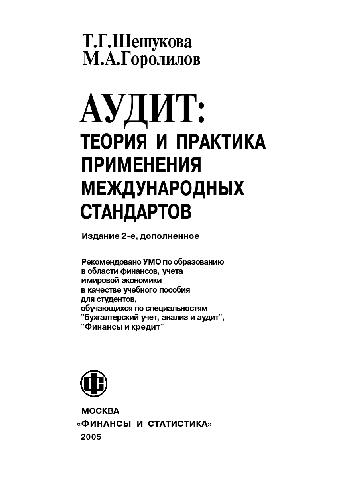 Т.Г.Шешукова
М.А.Городилов
АУДИТ:
ТЕОРИЯ И ПРАКТИКА
ПРИМЕНЕНИЯ
МЕЖДУНАРОДНЫХ
СТАНДАРТОВ
Издание 2-е, дополненное
Рекомендовано УМО по образованию
в области финансов, учета
и мировой экономики
в качестве учебного пособия
для студентов,
обучающихся по специальностям
"Бухгалтерский учет, анализ и аудит",
"Финансы и кредит"
МОСКВА
«ФИНАНСЫ И СТАТИСТИКА»
2005